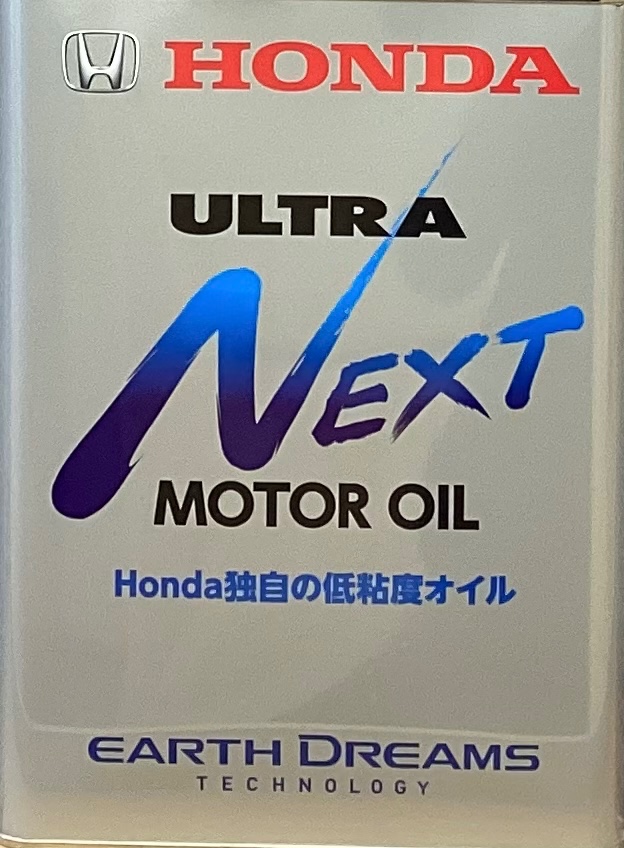 HONDA
ULTRA
NEXT
MOTOR OIL
Honda独自の低粘度オイル
EARTH DREAMS
TECHNOLOGY